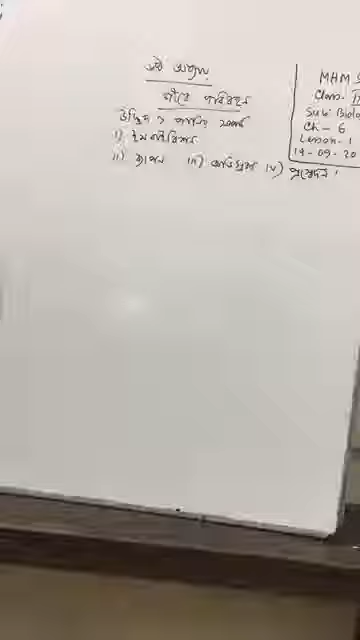 ৬ষ্ঠ অধ্যায়
জীবে পরিবহন
উদ্ভিদ ও পানির সম্পর্ক
i) ইমবাইবিশন
ii) ব্যাপন iii) অভিস্রবণ iv) প্রস্বেদন।
MHM S
Class-
Sub: Biolo
Ch - 6
Lesson - 1
14-09-20